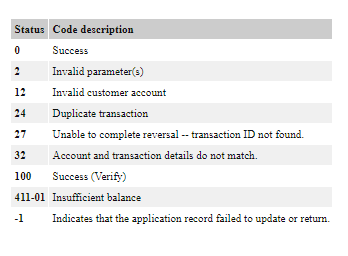 Status Code description
0 Success
2 Invalid parameter(s)
12 Invalid customer account
24 Duplicate transaction
27 Unable to complete reversal -- transaction ID not found.
32 Account and transaction details do not match.
100 Success (Verify)
411-01 Insufficient balance
-1 Indicates that the application record failed to update or return.